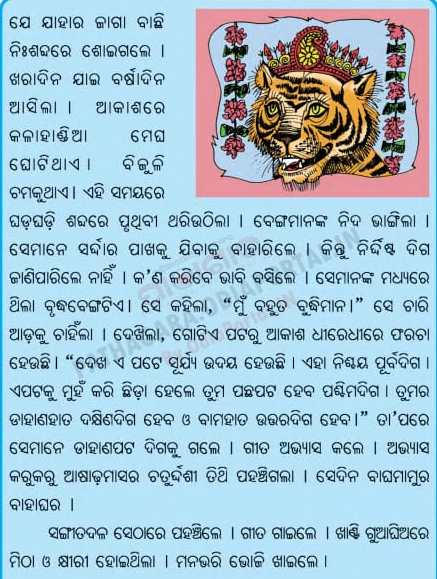 ଯେ ଯାହାର ଜାଗା ବାଛି
ନିଃଶବ୍ଦରେ ଶୋଇଗଲେ ।
ଖରାଦିନ ଯାଇ ବର୍ଷାଦିନ
ଆସିଲା । ଆକାଶରେ
କଳାହାଣ୍ଡିଆ ମେଘ
ଘୋଟିଥାଏ । ବିଜୁଳି
ଚମକୁଥାଏ । ଏହି ସମୟରେ
ଘଡ଼ଘଡ଼ି ଶବ୍ଦରେ ପୃଥିବୀ ଥରିଉଠିଲା । ବେଙ୍ଗମାନଙ୍କ ନିଦ ଭାଙ୍ଗିଲା ।
ସେମାନେ ସର୍ଦ୍ଦାର ପାଖକୁ ଯିବାକୁ ବାହାରିଲେ । କିନ୍ତୁ ନିର୍ଦ୍ଦିଷ୍ଟ ଦିଗ
ଜାଣିପାରିଲେ ନାହିଁ । କ'ଣ କରିବେ ଭାବି ବସିଲେ । ସେମାନଙ୍କ ମଧ୍ୟରେ
ଥିଲା ବୃଦ୍ଧବେଙ୍ଗଟିଏ। ସେ କହିଲା, “ମୁଁ ବହୁତ ବୁଦ୍ଧିମାନ।” ସେ ଚାରି
ଆଡ଼କୁ ଚାହିଁଲା । ଦେଖିଲା, ଗୋଟିଏ ପଟରୁ ଆକାଶ ଧୀରେଧୀରେ ଫରଚା
ହେଉଛି। “ଦେଖ ଏ ପଟେ ସୂର୍ଯ୍ୟ ଉଦୟ ହେଉଛି । ଏହା ନିଶ୍ଚୟ ପୂର୍ବଦିଗ ।
ଏପଟକୁ ମୁହଁ କରି ଛିଡ଼ା ହେଲେ ତୁମ ପଛପଟ ହେବ ପଶ୍ଚିମଦିଗ । ତୁମର
ଡାହାଣହାତ ଦକ୍ଷିଣଦିଗ ହେବ ଓ ବାମହାତ ଉତ୍ତରଦିଗ ହେବ।” ତା'ପରେ
ସେମାନେ ଡାହାଣପଟ ଦିଗକୁ ଗଲେ । ଗୀତ ଅଭ୍ୟାସ କଲେ । ଅଭ୍ୟାସ
କରୁକରୁ ଆଷାଢ଼ମାସର ଚତୁର୍ଦ୍ଦଶୀ ତିଥି ପହଞ୍ଚିଗଲା । ସେଦିନ ବାଘମାମୁର
ବାହାଘର ।
ସଙ୍ଗୀତଦଳ ସେଠାରେ ପହଞ୍ଚିଲେ । ଗୀତ ଗାଇଲେ । ଖାଣ୍ଟି ଗୁଆଘିଅରେ
ମିଠା ଓ କ୍ଷୀରୀ ହୋଇଥିଲା । ମନଭରି ଭୋଜି ଖାଇଲେ ।